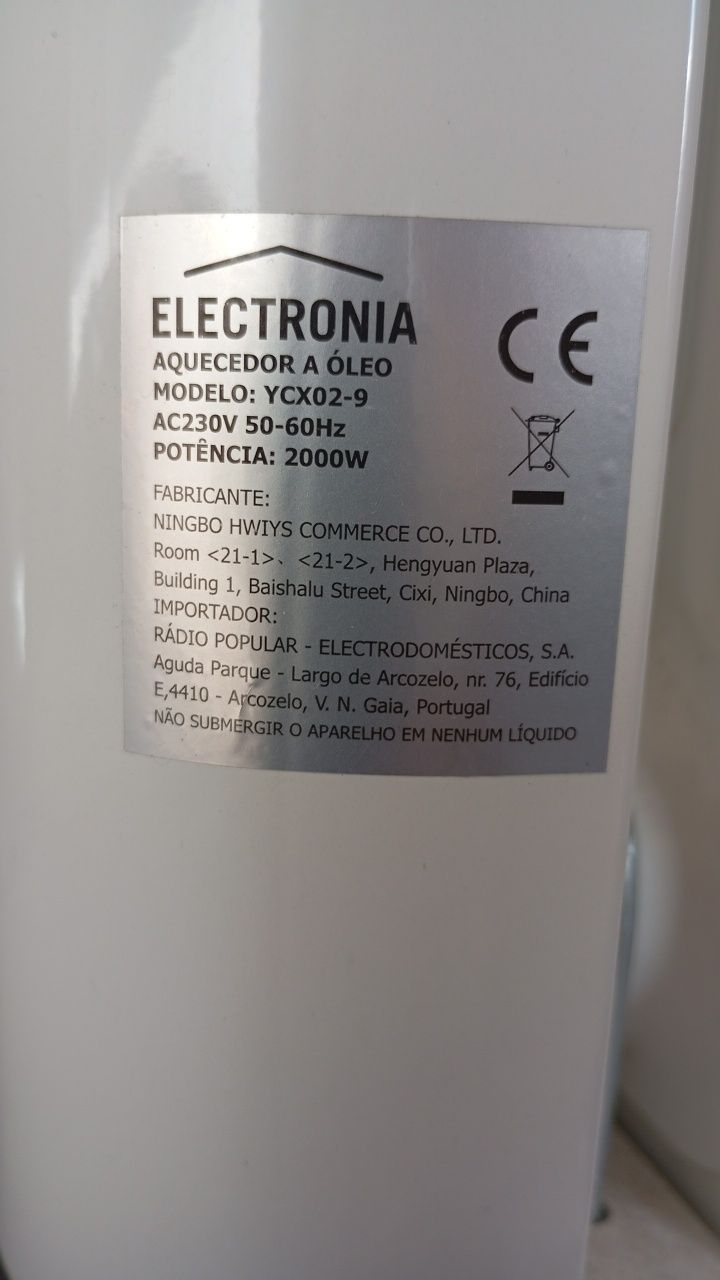 ELECTRONIA
CE
AQUECEDOR A ÓLEO
MODELO: YCX02-9
AC230V 50-60Hz
POTÊNCIA: 2000W
FABRICANTE:
NINGBO HWIYS COMMERCE CO., LTD.
Room <21-1>、<21-2>, Hengyuan Plaza,
Building 1, Baishalu Street, Cixi, Ningbo, China
IMPORTADOR:
RÁDIO POPULAR - ELECTRODOMÉSTICOS, S.A.
Aguda Parque - Largo de Arcozelo, nr. 76, Edifício
E,4410 - Arcozelo, V. N. Gaia, Portugal
NÃO SUBMERGIR O APARELHO EM NENHUM LÍQUIDO